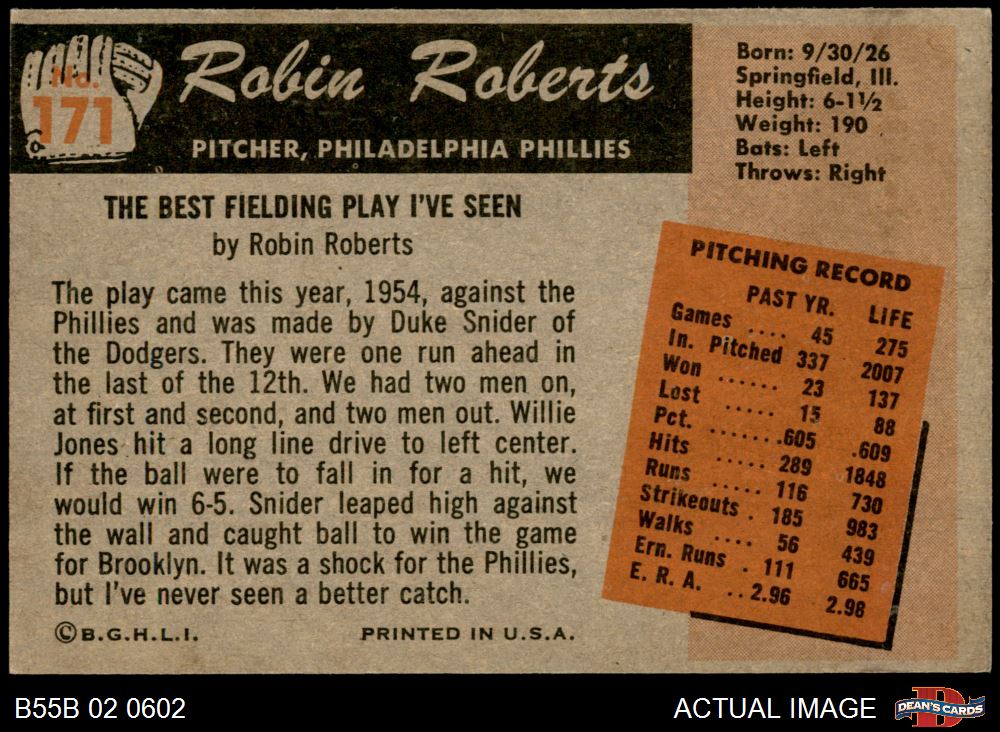 No.
171
Robin Roberts
PITCHER, PHILADELPHIA PHILLIES
Born: 9/30/26
Springfield, Ill.
Height: 6-1½
Weight: 190
Bats: Left
Throws: Right
THE BEST FIELDING PLAY I'VE SEEN
by Robin Roberts
The play came this year, 1954, against the
Phillies and was made by Duke Snider of
the Dodgers. They were one run ahead in
the last of the 12th. We had two men on,
at first and second, and two men out. Willie
Jones hit a long line drive to left center.
If the ball were to fall in for a hit, we
would win 6-5. Snider leaped high against
the wall and caught ball to win the game
for Brooklyn. It was a shock for the Phillies,
but I've never seen a better catch.
©B.G.H.L.I. PRINTED IN U.S.A.
PITCHING RECORD
PAST YR. LIFE
Games .... 45 275
In. Pitched 337 2007
Won ...... 23 137
Lost ..... 15 88
Pct. .......605 .609
Hits ..... 289 1848
Runs ..... 116 730
Strikeouts . 185 983
Walks .... 56 439
Ern. Runs . 111 665
E. R. A. ..2.96 2.98
B55B 02 0602
ACTUAL IMAGE
D
DEAN'S CARDS